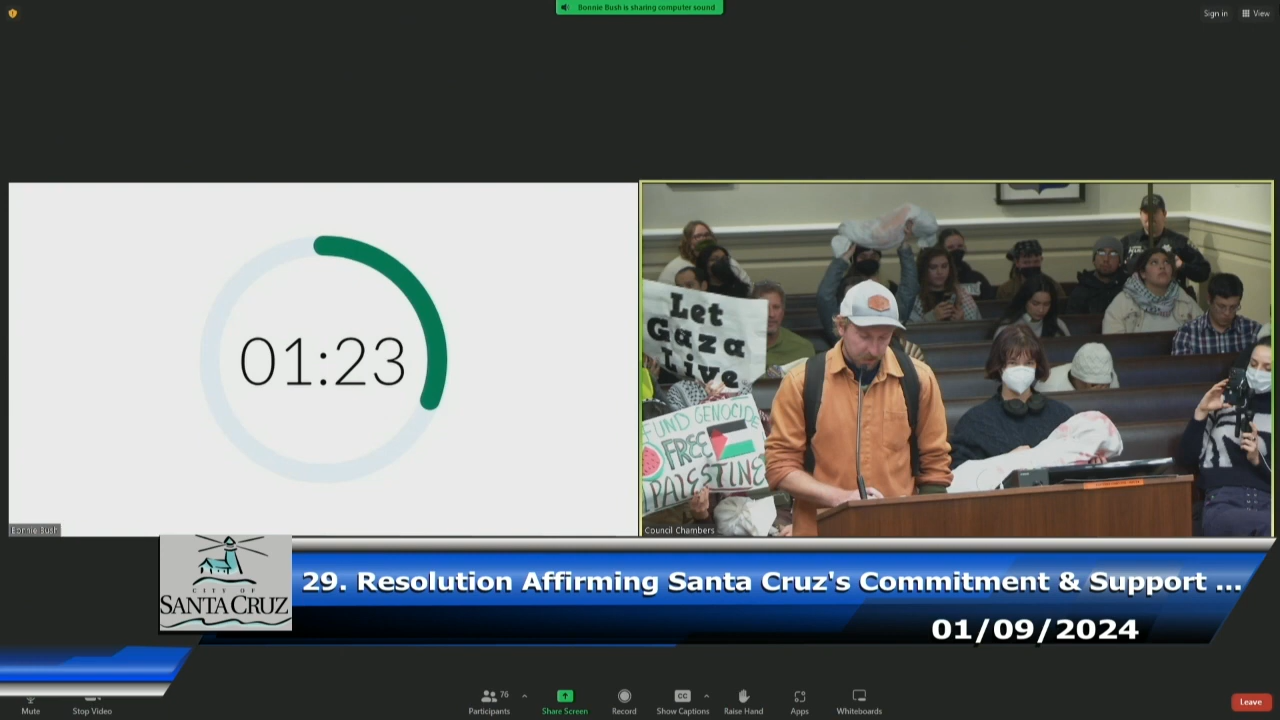 Bonnie Bush is sharing computer sound
Sign in
View
01:23
Let
Gaza
Live
FUND GENOCIDE
FREE
PALESTINE
Bonnie Bush
Council Chambers
CITY OF
SANTA CRUZ
29. Resolution Affirming Santa Cruz's Commitment & Support ...
01/09/2024
Mute
Stop Video
Participants
76
Share Screen
CC
Record
Show Captions
Raise Hand
Apps
Whiteboards
Leave